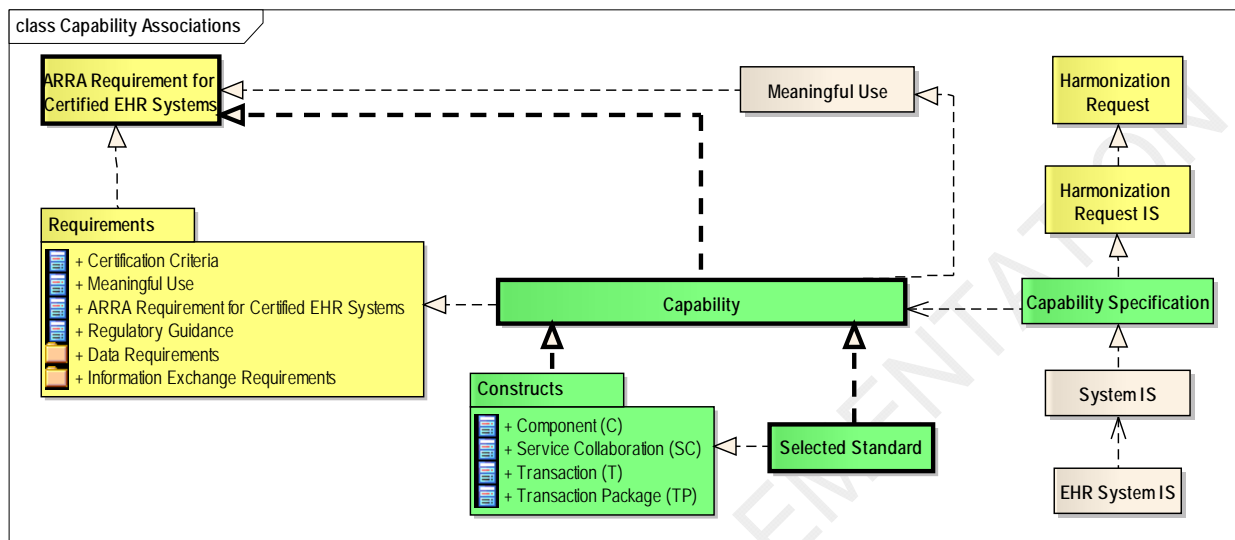 class Capability Associations
ARRA Requirement for
Certified EHR Systems
Meaningful Use
Harmonization
Request
Harmonization
Request IS
Requirements
+ Certification Criteria
+ Meaningful Use
+ ARRA Requirement for Certified EHR Systems
+ Regulatory Guidance
+ Data Requirements
+ Information Exchange Requirements
Capability
Capability Specification
Constructs
+ Component (C)
+ Service Collaboration (SC)
+ Transaction (T)
+ Transaction Package (TP)
Selected Standard
System IS
EHR System IS
EMENTATION